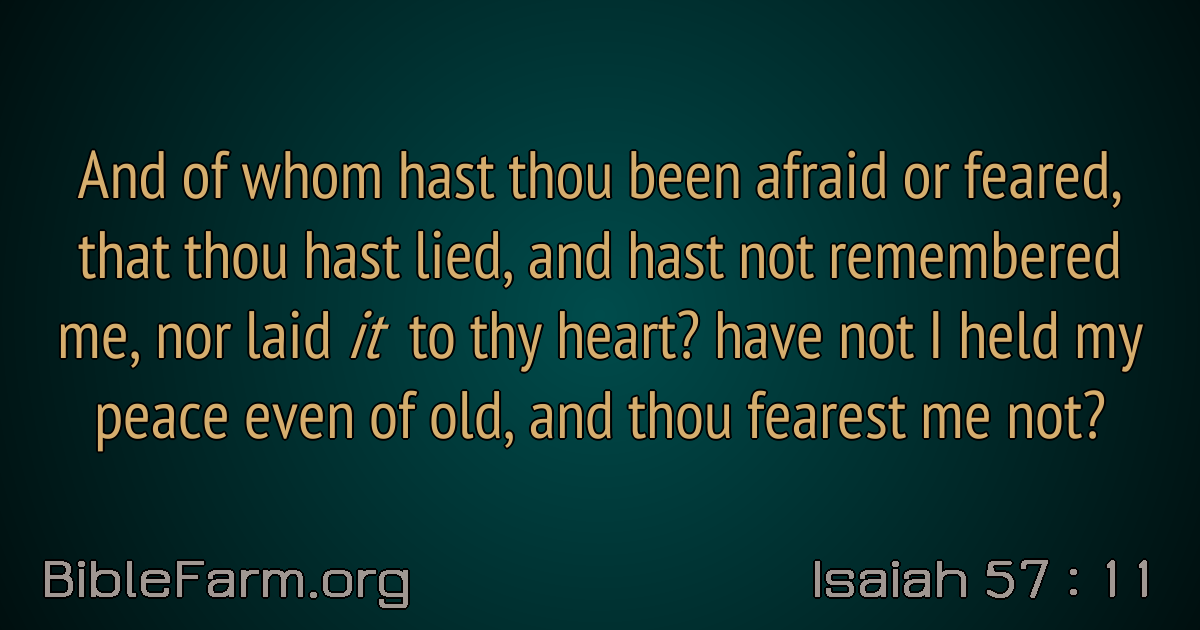 And of whom hast thou been afraid or feared,
that thou hast lied, and hast not remembered
me, nor laid it to thy heart? have not I held my
peace even of old, and thou fearest me not?
BibleFarm.org
Isaiah 57 : 11